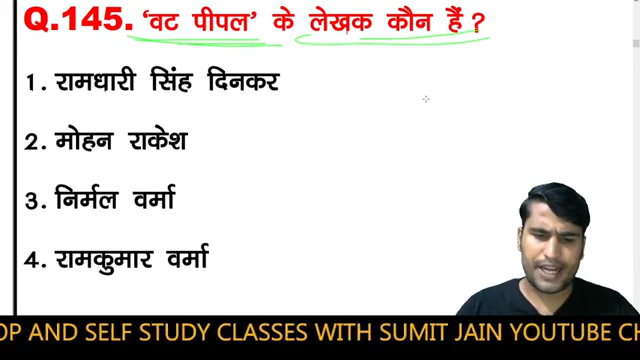 Q.145. ‘वट पीपल’ के लेखक कौन हैं ?
1. रामधारी सिंह दिनकर
2. मोहन राकेश
3. निर्मल वर्मा
4. रामकुमार वर्मा
OP AND SELF STUDY CLASSES WITH SUMIT JAIN YOUTUBE CH